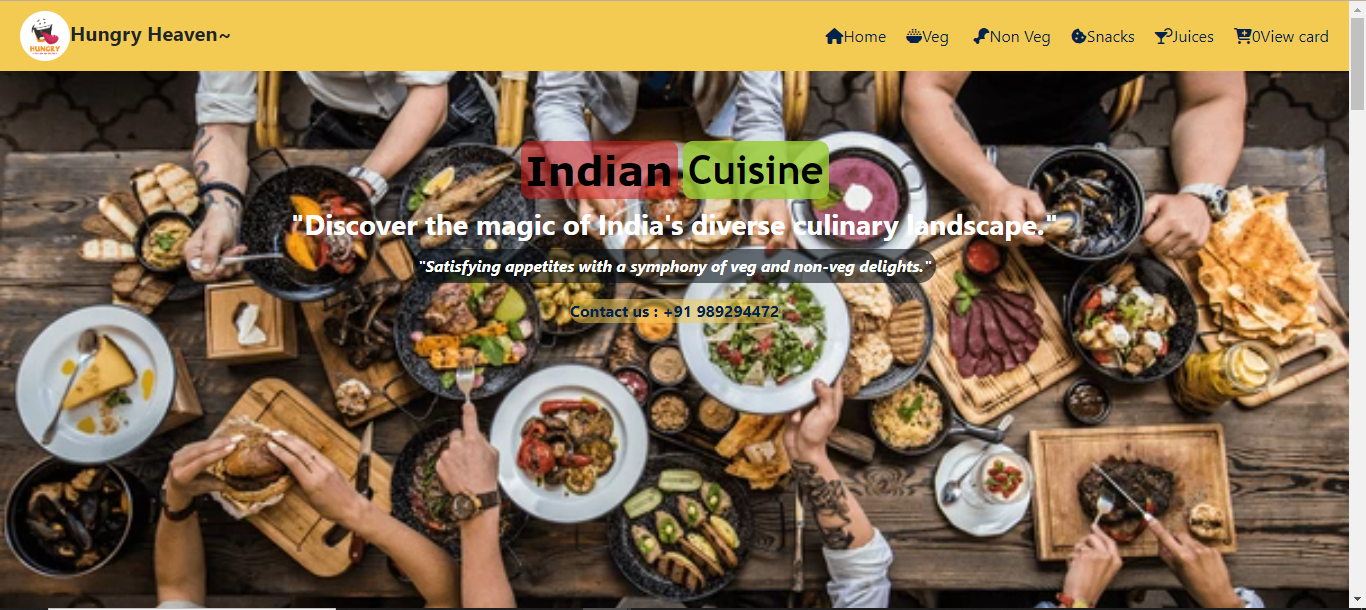 HUNGRY
Hungry Heaven~
Home Veg Non Veg Snacks Juices 0View card
Indian Cuisine
"Discover the magic of India's diverse culinary landscape."
"Satisfying appetites with a symphony of veg and non-veg delights."
Contact us : +91 989294472